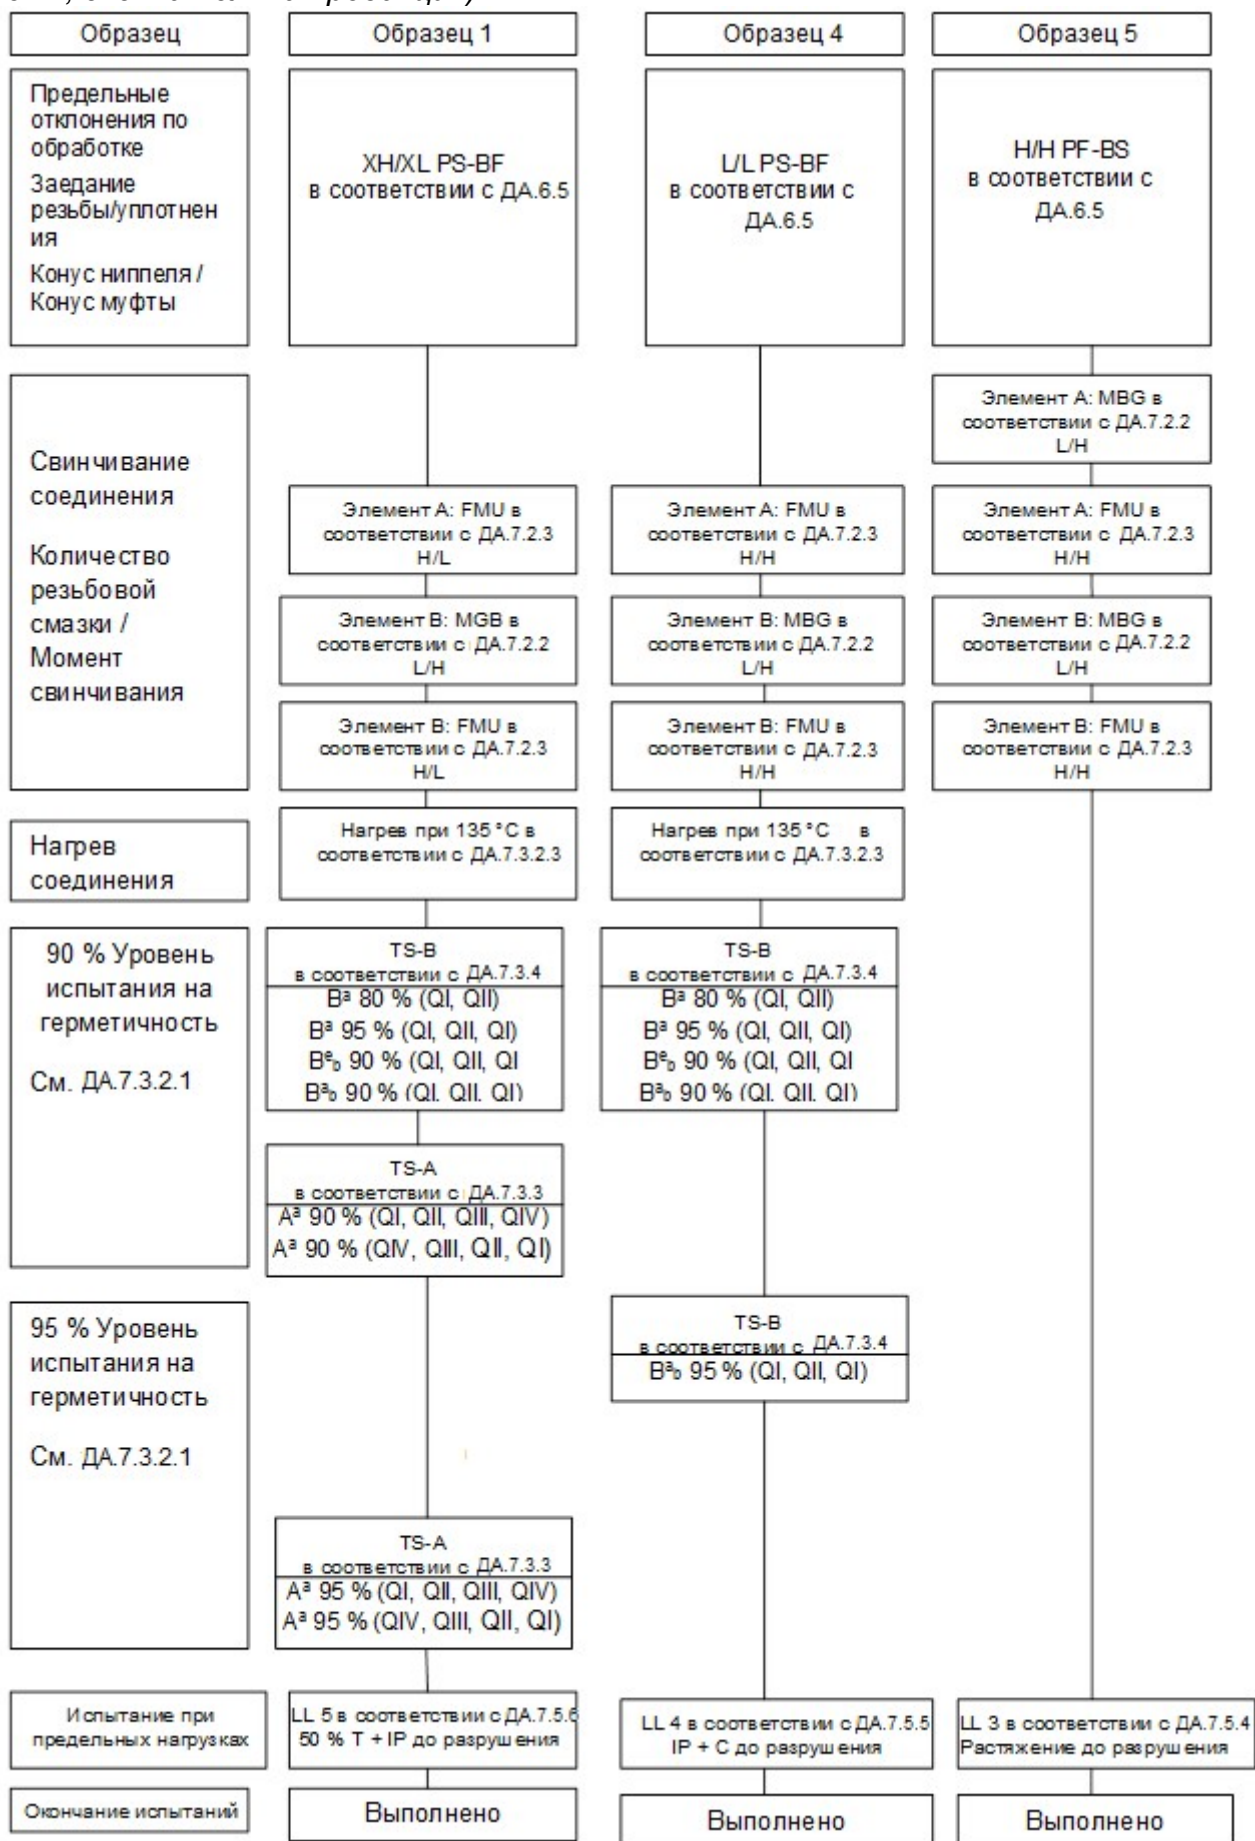 Образец
Образец 1
Образец 4
Образец 5
Предельные
отклонения по
обработке
Заедание
резьбы/уплотнен
ия
Конус ниппеля /
Конус муфты
XH/XL PS-BF
в соответствии с ДА.6.5
L/L PS-BF
в соответствии с
ДА.6.5
H/H PF-BS
в соответствии с
ДА.6.5
Свинчивание
соединения
Количество
резьбовой
смазки /
Момент
свинчивания
Элемент А: MBG в
соответствии с ДА.7.2.2
L/H
Элемент А: FMU в
соответствии с ДА.7.2.3
H/L
Элемент А: FMU в
соответствии с ДА.7.2.3
H/H
Элемент А: FMU в
соответствии с ДА.7.2.3
H/H
Элемент В: MGB в
соответствии с ДА.7.2.2
L/H
Элемент В: MBG в
соответствии с ДА.7.2.2
L/H
Элемент В: MBG в
соответствии с ДА.7.2.2
L/H
Элемент В: FMU в
соответствии с ДА.7.2.3
H/L
Элемент В: FMU в
соответствии с ДА.7.2.3
H/H
Элемент В: FMU в
соответствии с ДА.7.2.3
H/H
Нагрев
соединения
Нагрев при 135 °С в
соответствии с ДА.7.3.2.3
Нагрев при 135 °С в
соответствии с ДА.7.3.2.3
90 % Уровень
испытания на
герметичность
См. ДА.7.3.2.1
TS-B
в соответствии с ДА.7.3.4
Bª 80 % (QI, QII)
Bª 95 % (QI, QII, QI)
Bᵉb 90 % (QI, QII, QI
Bªb 90 % (QI, QII, QI)
TS-B
в соответствии с ДА.7.3.4
Bª 80 % (QI, QII)
Bª 95 % (QI, QII, QI)
Bᵉb 90 % (QI, QII, QI
Bªb 90 % (QI, QII, QI)
TS-A
в соответствии с ДА.7.3.3
Aª 90 % (QI, QII, QIII, QIV)
Aª 90 % (QIV, QIII, QII, QI)
95 % Уровень
испытания на
герметичность
См. ДА.7.3.2.1
TS-B
в соответствии с ДА.7.3.4
Bªb 95 % (QI, QII, QI)
TS-A
в соответствии с ДА.7.3.3
Aª 95 % (QI, QII, QIII, QIV)
Aª 95 % (QIV, QIII, QII, QI)
Испытание при
предельных нагрузках
LL 5 в соответствии с ДА.7.5.6
50 % T + IP до разрушения
LL 4 в соответствии с ДА.7.5.5
IP + C до разрушения
LL 3 в соответствии с ДА.7.5.4
Растяжение до разрушения
Окончание испытаний
Выполнено
Выполнено
Выполнено